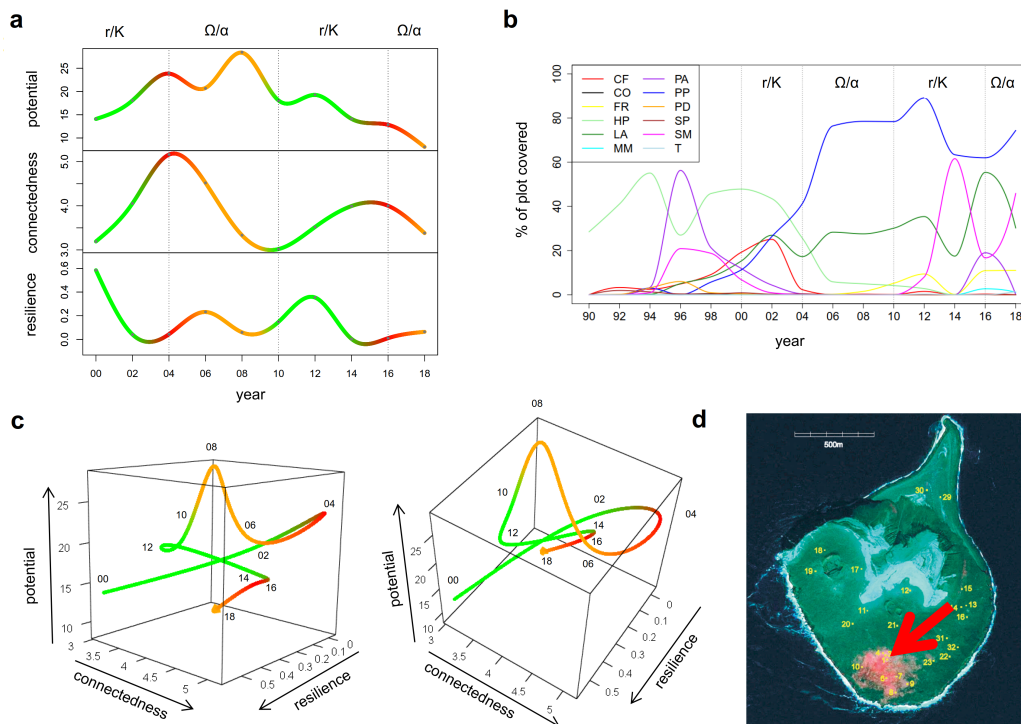 a
r/K Ω/α r/K Ω/α
potential
10 15 20 25
connectedness
3.0 4.0 5.0
resilience
0.0 0.2 0.4 0.6
00 02 04 06 08 10 12 14 16 18
year
b
% of plot covered
0 20 40 60 80 100
CF PA
CO PP
FR PD
HP SP
LA SM
MM T
r/K Ω/α r/K Ω/α
90 92 94 96 98 00 02 04 06 08 10 12 14 16 18
year
c
potential
10 15 20 25
3 3.5 4 4.5 5
connectedness
0.5 0.4 0.3 0.2 0.1 0
resilience
00 02 04 06 08 10 12 14 16 18
potential
10 15 20 25
3 3.5 4 4.5 5
connectedness
0.5 0.4 0.3 0.2 0.1 0
resilience
00 02 04 06 08 10 12 14 16 18
d
500m
30 29
18
19 17
12 15
11 4 13
16
20 21
31
32
22
23
10
7
9